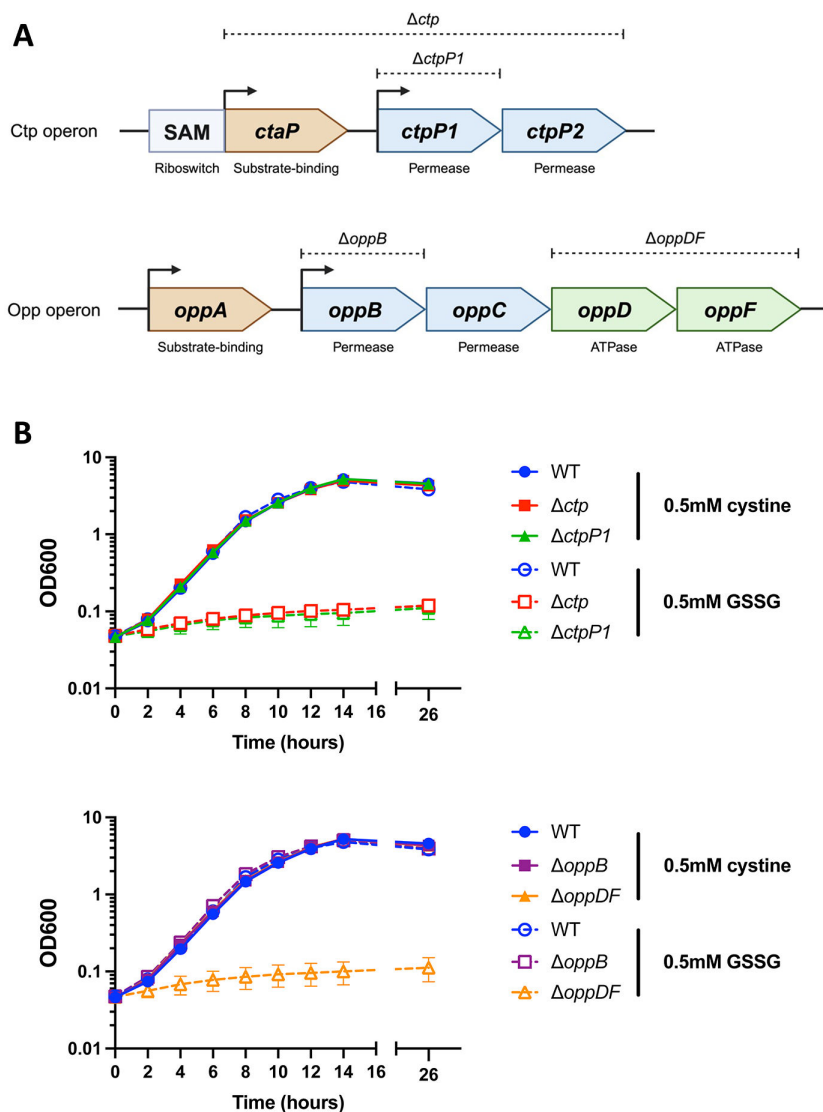 A
Δctp
ΔctpP1
Ctp operon
SAM
ctaP
ctpP1
ctpP2
Riboswitch
Substrate-binding
Permease
Permease
ΔoppB
ΔoppDF
Opp operon
oppA
oppB
oppC
oppD
oppF
Substrate-binding
Permease
Permease
ATPase
ATPase
B
10
1
0.1
0.01
OD600
0 2 4 6 8 10 12 14 16 26
Time (hours)
WT
Δctp
ΔctpP1
0.5mM cystine
WT
Δctp
ΔctpP1
0.5mM GSSG
10
1
0.1
0.01
OD600
0 2 4 6 8 10 12 14 16 26
Time (hours)
WT
ΔoppB
ΔoppDF
0.5mM cystine
WT
ΔoppB
ΔoppDF
0.5mM GSSG